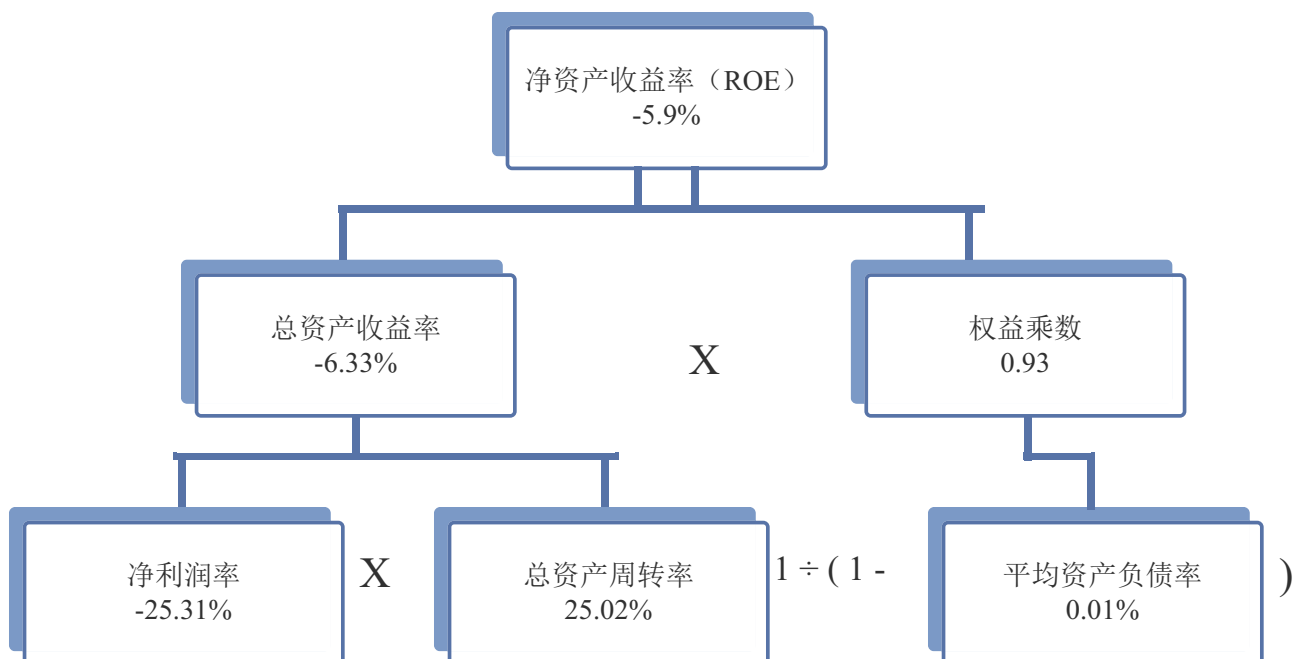 净资产收益率（ROE）
-5.9%
总资产收益率
-6.33%
X
权益乘数
0.93
净利润率
-25.31%
X
总资产周转率
25.02%
1 ÷ ( 1 -
平均资产负债率
0.01%
)